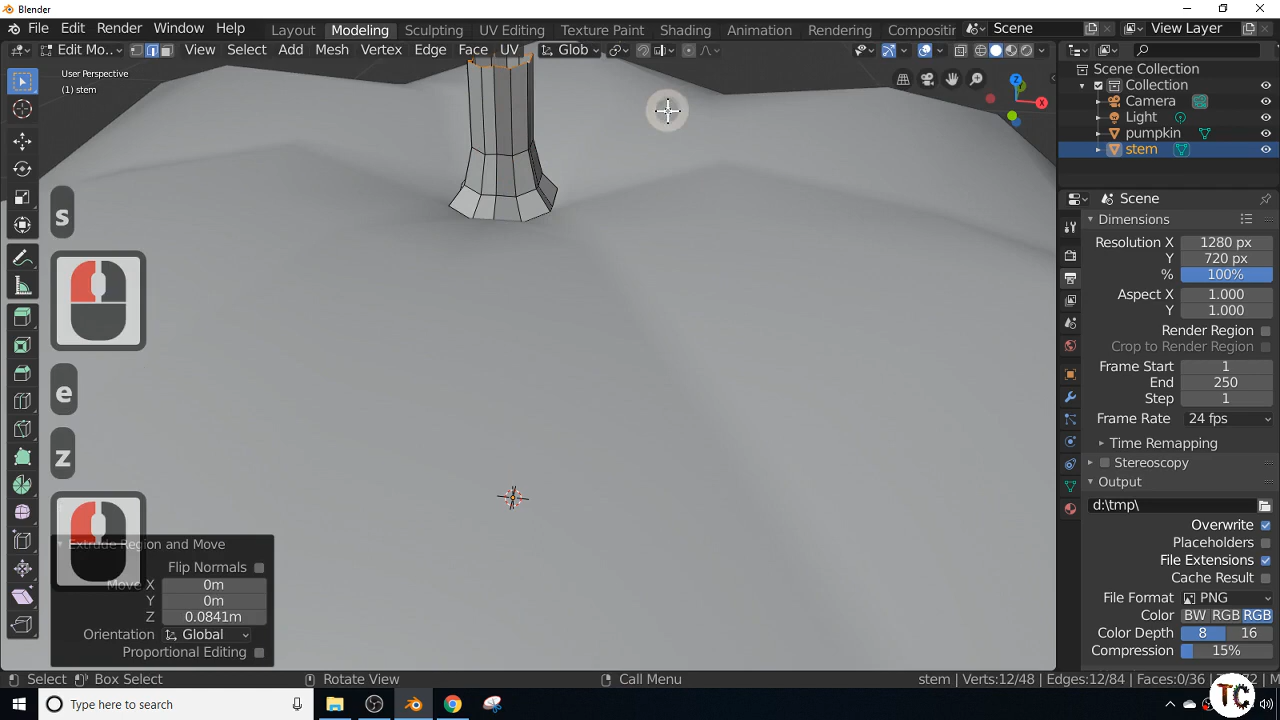 Blender
File Edit Render Window Help Layout Modeling Sculpting UV Editing Texture Paint Shading Animation Rendering Scene View Layer
Edit Mo... View Select Add Mesh Vertex Edge Face UV Glob
User Perspective
(1) stem
Z
X
Scene Collection
Collection
Camera
Light
pumpkin
stem
Scene
Dimensions
Resolution X 1280 px
Y 720 px
% 100%
Aspect X 1.000
Y 1.000
Render Region
Crop to Render Region
Frame Start 1
End 250
Step 1
Frame Rate 24 fps
Time Remapping
Stereoscopy
Output
d:\tmp\
Overwrite
Placeholders
File Extensions
Cache Result
File Format PNG
Color BW RGB RGB
Color Depth 8 16
Compression 15%
s
e
z
Extrude Region and Move
Flip Normals
Move X 0m
Y 0m
Z 0.0841m
Orientation Global
Proportional Editing
Select Box Select Rotate View Call Menu stem | Verts:12/48 | Edges:12/84 | Faces:0/36
Type here to search
TC